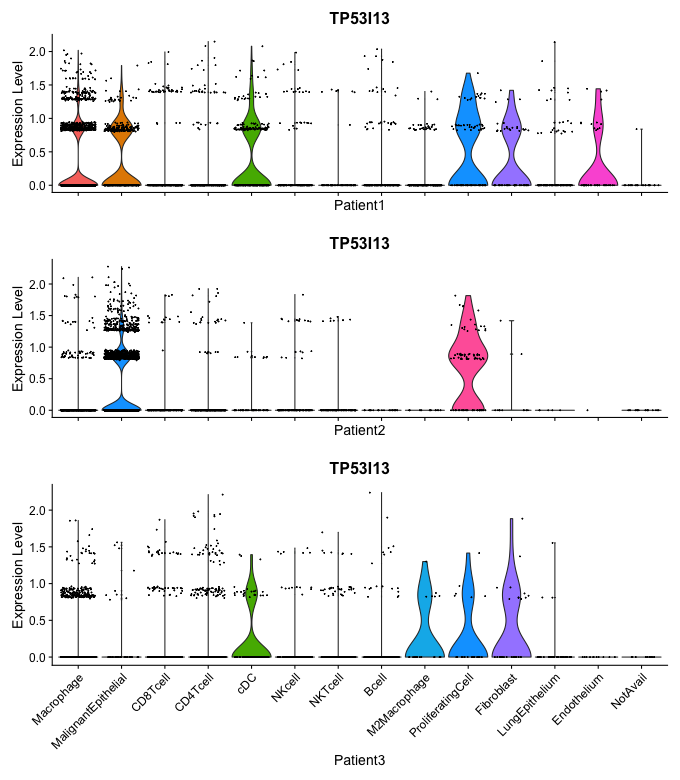 TP53I13
Expression Level
2.0
1.5
1.0
0.5
0.0
Patient1
TP53I13
Expression Level
2.0
1.5
1.0
0.5
0.0
Patient2
TP53I13
Expression Level
2.0
1.5
1.0
0.5
0.0
Macrophage
MalignantEpithelial
CD8Tcell
CD4Tcell
cDC
NKcell
NKTcell
Bcell
M2Macrophage
ProliferatingCell
Fibroblast
LungEpithelium
Endothelium
NotAvail
Patient3